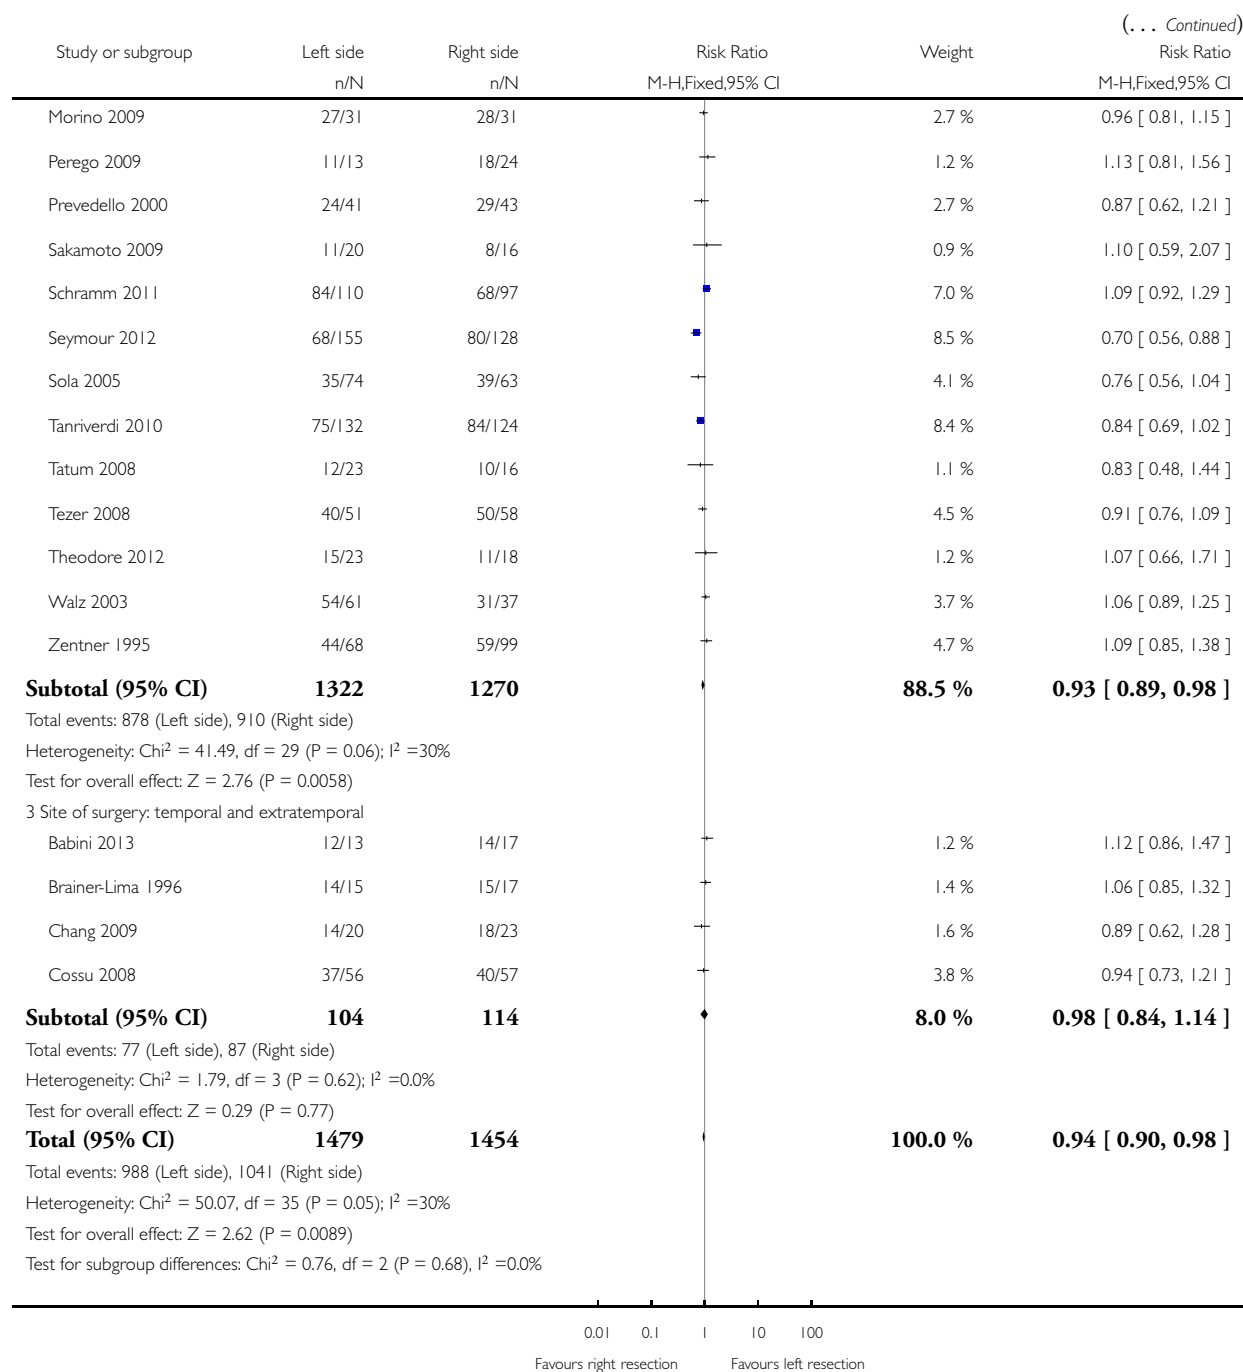 (... Continued)
Study or subgroup Left side Right side Risk Ratio Weight Risk Ratio
n/N n/N M-H,Fixed,95% CI M-H,Fixed,95% CI
Morino 2009 27/31 28/31 2.7 % 0.96 [ 0.81, 1.15 ]
Perego 2009 11/13 18/24 1.2 % 1.13 [ 0.81, 1.56 ]
Prevedello 2000 24/41 29/43 2.7 % 0.87 [ 0.62, 1.21 ]
Sakamoto 2009 11/20 8/16 0.9 % 1.10 [ 0.59, 2.07 ]
Schramm 2011 84/110 68/97 7.0 % 1.09 [ 0.92, 1.29 ]
Seymour 2012 68/155 80/128 8.5 % 0.70 [ 0.56, 0.88 ]
Sola 2005 35/74 39/63 4.1 % 0.76 [ 0.56, 1.04 ]
Tanriverdi 2010 75/132 84/124 8.4 % 0.84 [ 0.69, 1.02 ]
Tatum 2008 12/23 10/16 1.1 % 0.83 [ 0.48, 1.44 ]
Tezer 2008 40/51 50/58 4.5 % 0.91 [ 0.76, 1.09 ]
Theodore 2012 15/23 11/18 1.2 % 1.07 [ 0.66, 1.71 ]
Walz 2003 54/61 31/37 3.7 % 1.06 [ 0.89, 1.25 ]
Zentner 1995 44/68 59/99 4.7 % 1.09 [ 0.85, 1.38 ]
Subtotal (95% CI) 1322 1270 88.5 % 0.93 [ 0.89, 0.98 ]
Total events: 878 (Left side), 910 (Right side)
Heterogeneity: Chi² = 41.49, df = 29 (P = 0.06); I² =30%
Test for overall effect: Z = 2.76 (P = 0.0058)
3 Site of surgery: temporal and extratemporal
Babini 2013 12/13 14/17 1.2 % 1.12 [ 0.86, 1.47 ]
Brainer-Lima 1996 14/15 15/17 1.4 % 1.06 [ 0.85, 1.32 ]
Chang 2009 14/20 18/23 1.6 % 0.89 [ 0.62, 1.28 ]
Cossu 2008 37/56 40/57 3.8 % 0.94 [ 0.73, 1.21 ]
Subtotal (95% CI) 104 114 8.0 % 0.98 [ 0.84, 1.14 ]
Total events: 77 (Left side), 87 (Right side)
Heterogeneity: Chi² = 1.79, df = 3 (P = 0.62); I² =0.0%
Test for overall effect: Z = 0.29 (P = 0.77)
Total (95% CI) 1479 1454 100.0 % 0.94 [ 0.90, 0.98 ]
Total events: 988 (Left side), 1041 (Right side)
Heterogeneity: Chi² = 50.07, df = 35 (P = 0.05); I² =30%
Test for overall effect: Z = 2.62 (P = 0.0089)
Test for subgroup differences: Chi² = 0.76, df = 2 (P = 0.68), I² =0.0%
0.01 0.1 1 10 100
Favours right resection Favours left resection